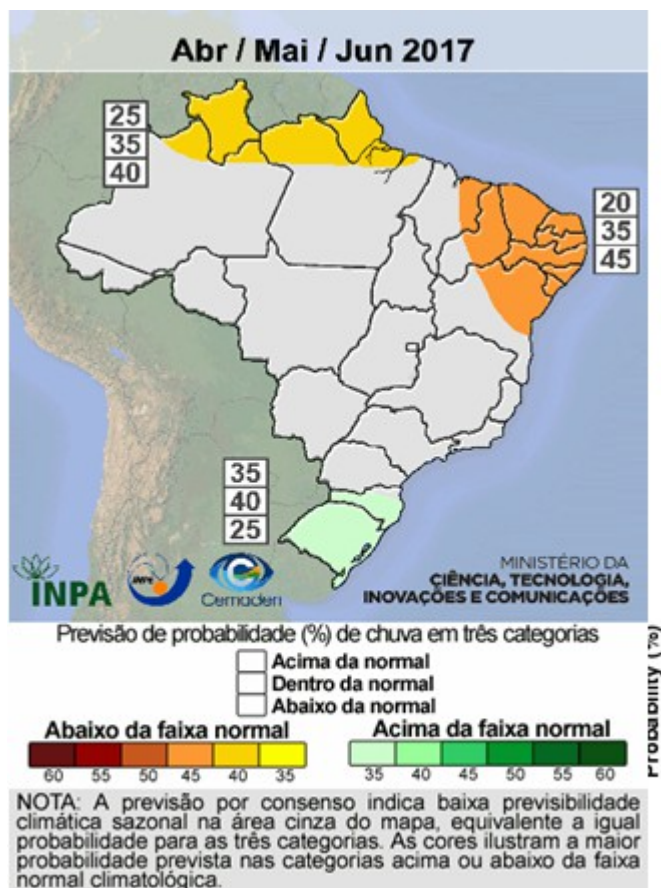 Abr / Mai / Jun 2017
25
35
40
20
35
45
35
40
25
INPA
INPE
Cemaden
MINISTÉRIO DA
CIÊNCIA, TECNOLOGIA,
INOVAÇÕES E COMUNICAÇÕES
Previsão de probabilidade (%) de chuva em três categorias
Acima da normal
Dentro da normal
Abaixo da normal
Abaixo da faixa normal
60 55 50 45 40 35
Acima da faixa normal
35 40 45 50 55 60
Probability (%)
NOTA: A previsão por consenso indica baixa previsibilidade
climática sazonal na área cinza do mapa, equivalente a igual
probabilidade para as três categorias. As cores ilustram a maior
probabilidade prevista nas categorias acima ou abaixo da faixa
normal climatológica.